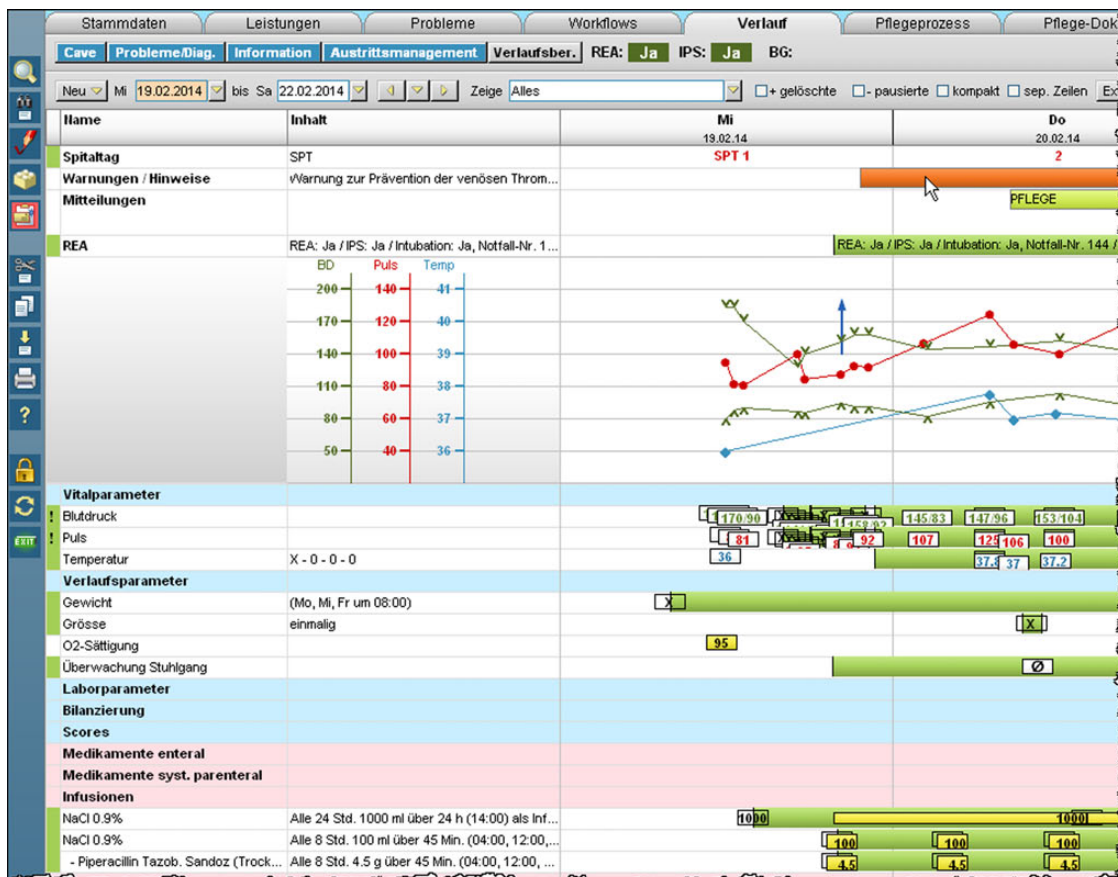 Stammdaten Leistungen Probleme Workflows Verlauf Pflegeprozess Pflege-Dok
Cave Probleme/Diag. Information Austrittsmanagement Verlaufsber. REA: Ja IPS: Ja BG:
Neu Mi 19.02.2014 bis Sa 22.02.2014 Zeige Alles + gelöschte - pausierte kompakt sep. Zeilen
Name Inhalt Mi Do
19.02.14 20.02.14
Spitaltag SPT SPT 1 2
Warnungen / Hinweise Warnung zur Prävention der venösen Throm...
Mitteilungen PFLEGE
REA REA: Ja / IPS: Ja / Intubation: Ja, Notfall-Nr. 1... REA: Ja / IPS: Ja / Intubation: Ja, Notfall-Nr. 144 /
BD Puls Temp
200 140 41
170 120 40
140 100 39
110 80 38
80 60 37
50 40 36
Vitalparameter
! Blutdruck 170/90 145/83 147/96 153/104
! Puls 81 92 107 125 106 100
Temperatur X - 0 - 0 - 0 36 37.8 37 37.2
Verlaufsparameter
Gewicht (Mo, Mi, Fr um 08:00) X
Grösse einmalig X
O2-Sättigung 95
Überwachung Stuhlgang Ø
Laborparameter
Bilanzierung
Scores
Medikamente enteral
Medikamente syst. parenteral
Infusionen
NaCl 0.9% Alle 24 Std. 1000 ml über 24 h (14:00) als Inf... 1000 1000
NaCl 0.9% Alle 8 Std. 100 ml über 45 Min. (04:00, 12:00,... 100 100 100
- Piperacillin Tazob. Sandoz (Trock... Alle 8 Std. 4.5 g über 45 Min. (04:00, 12:00, ... 4.5 4.5 4.5
EXIT